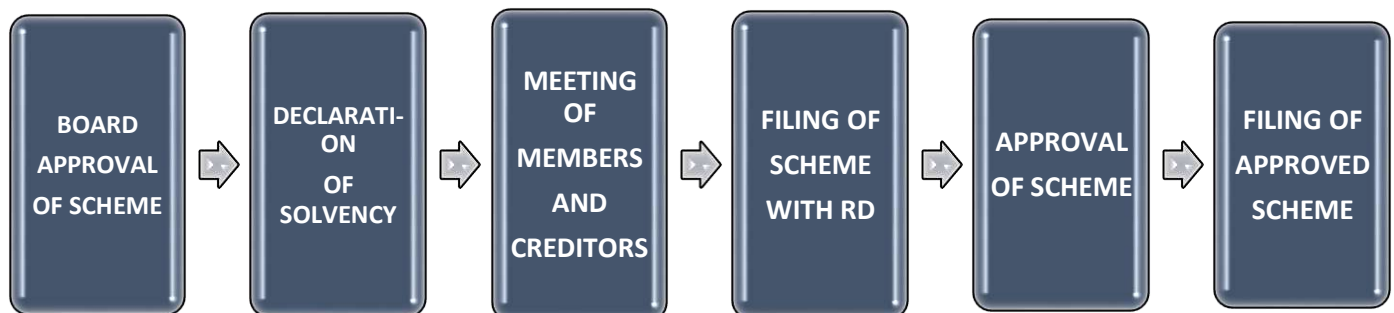 BOARD
APPROVAL
OF SCHEME
DECLARATI-
ON
OF
SOLVENCY
MEETING
OF
MEMBERS
AND
CREDITORS
FILING OF
SCHEME
WITH RD
APPROVAL
OF SCHEME
FILING OF
APPROVED
SCHEME